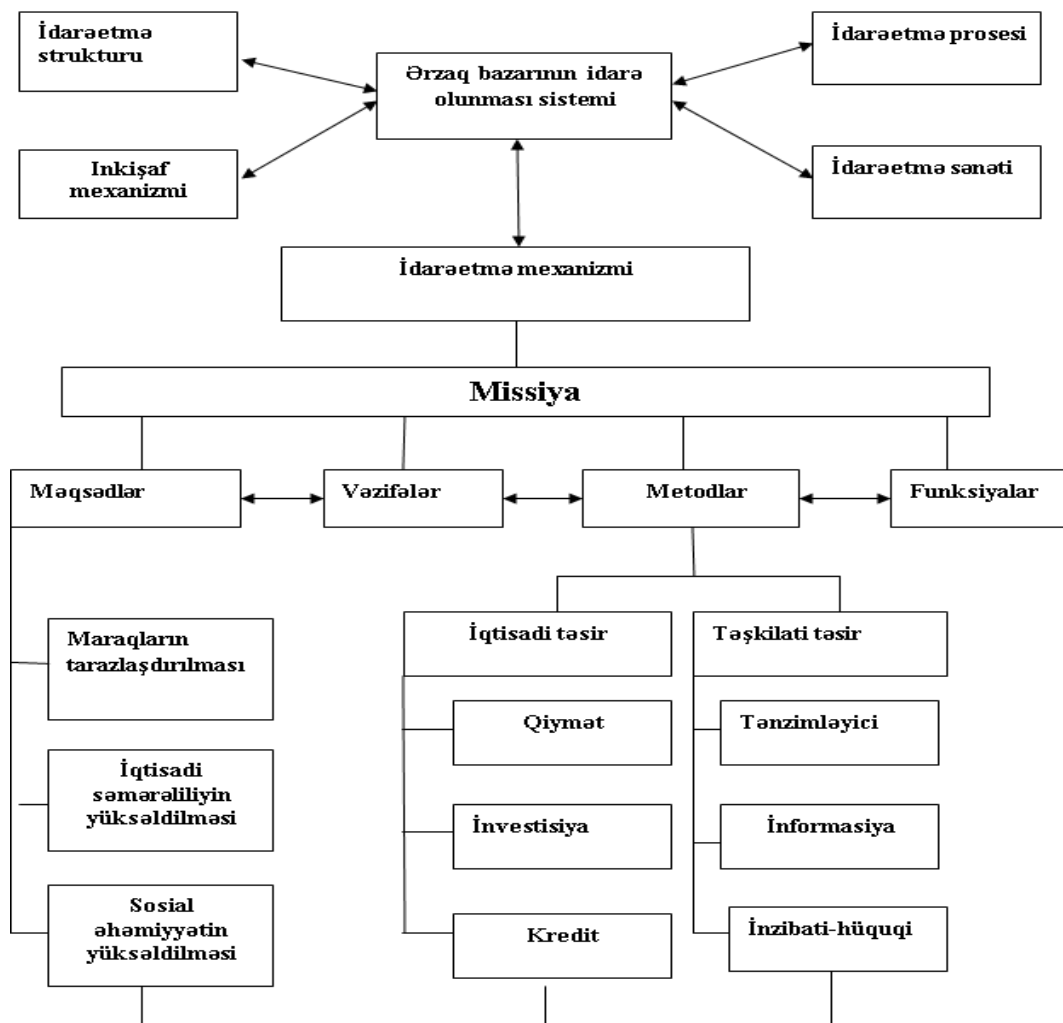 İdarəetmə
strukturu
Ərzaq bazarının idarə
olunması sistemi
İdarəetmə prosesi
Inkişaf
mexanizmi
İdarəetmə sənəti
İdarəetmə mexanizmi
Missiya
Məqsədlər
Vəzifələr
Metodlar
Funksiyalar
Maraqların
tarazlaşdırılması
İqtisadi
səmərəliliyin
yüksəldilməsi
Sosial
əhəmiyyətin
yüksəldilməsi
İqtisadi təsir
Qiymət
İnvestisiya
Kredit
Təşkilati təsir
Tənzimləyici
İnformasiya
İnzibati-hüquqi